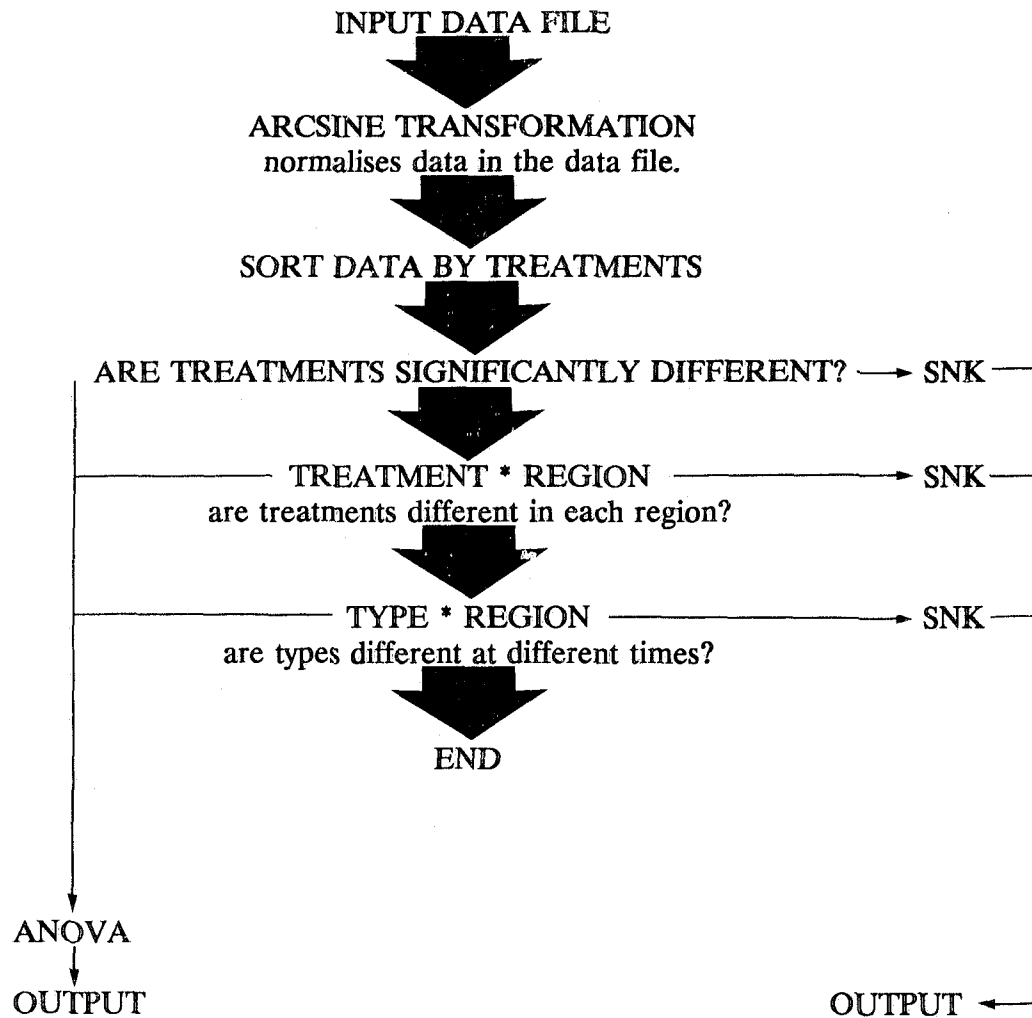 INPUT DATA FILE
ARCSINE TRANSFORMATION
normalises data in the data file.
SORT DATA BY TREATMENTS
ARE TREATMENTS SIGNIFICANTLY DIFFERENT? SNK
TREATMENT * REGION SNK
are treatments different in each region?
TYPE * REGION SNK
are types different at different times?
END
ANOVA
OUTPUT OUTPUT